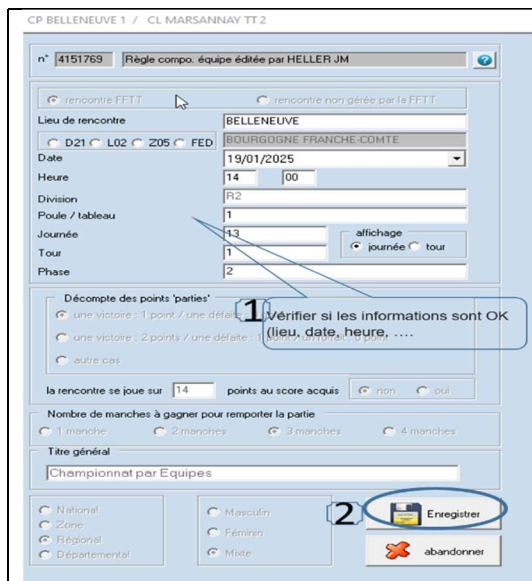 CP BELLENEUVE 1 / CL MARSANNAY TT 2
n° 4151769 Règle compo. équipe éditée par HELLER JM
rencontre FFTT rencontre non gérée par la FFTT
Lieu de rencontre BELLENEUVE
D21 L02 Z05 FED BOURGOGNE FRANCHE-COMTE
Date 19/01/2025
Heure 14 00
Division R2
Poule / tableau 1
Journée 13 affichage
journée tour
Tour 1
Phase 2
Décompte des points 'parties'
une victoire : 1 point / une défaite
1 Vérifier si les informations sont OK
(lieu, date, heure, ....
une victoire : 2 points / une défaite : 1 point / un forfait : 0 point
autre cas
la rencontre se joue sur 14 points au score acquis non oui
Nombre de manches à gagner pour remporter la partie
1 manche 2 manches 3 manches 4 manches
Titre général
Championnat par Equipes
National Masculin
Zone Féminin
Régional Mixte
Départemental
2 Enregistrer
abandonner